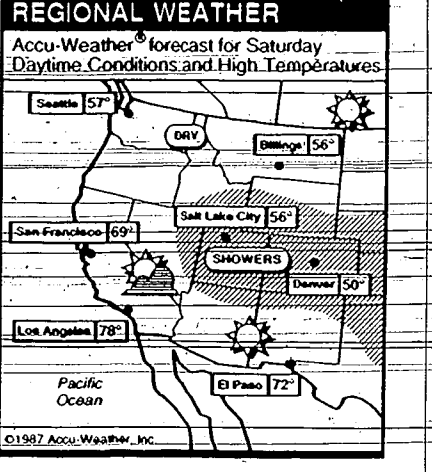 REGIONAL WEATHER
Accu-Weather® forecast for Saturday
Daytime Conditions and High Temperatures
Seattle 57°
DRY
Billings 56°
Salt Lake City 56°
San Francisco 69°
SHOWERS
Denver 50°
Los Angeles 78°
Pacific
Ocean
El Paso 72°
©1987 Accu-Weather, Inc.